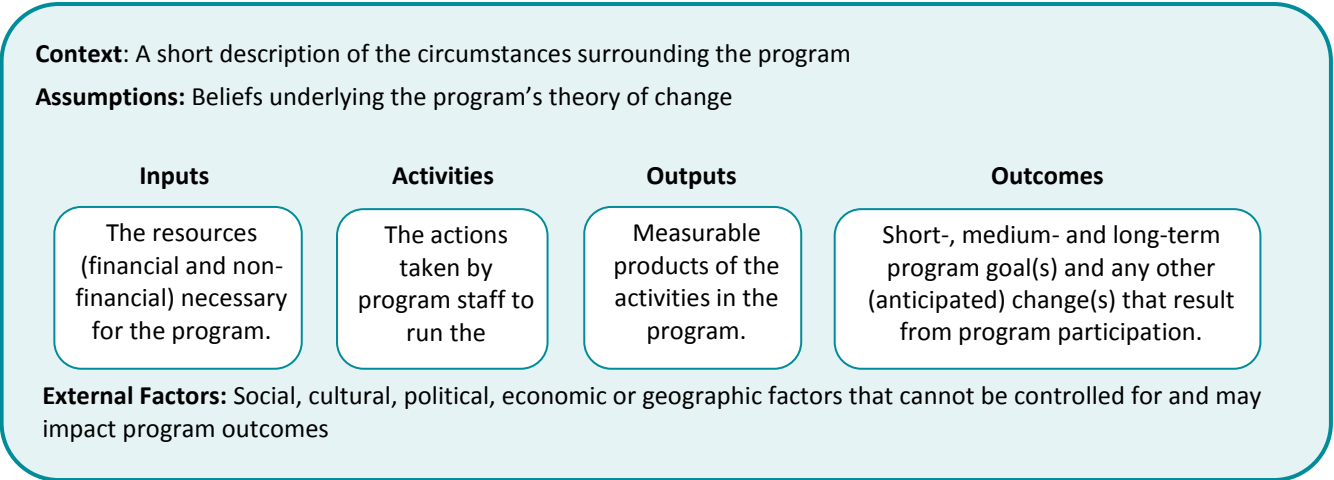 Context: A short description of the circumstances surrounding the program
Assumptions: Beliefs underlying the program's theory of change
Inputs
The resources
(financial and non-
financial) necessary
for the program.
Activities
The actions
taken by
program staff to
run the
Outputs
Measurable
products of the
activities in the
program.
Outcomes
Short-, medium- and long-term
program goal(s) and any other
(anticipated) change(s) that result
from program participation.
External Factors: Social, cultural, political, economic or geographic factors that cannot be controlled for and may
impact program outcomes